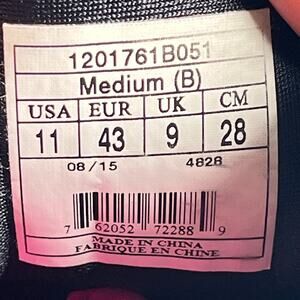 1201761B051
Medium (B)
USA EUR UK CM
11 43 9 28
08/15 4828
7 62052 72288 9
MADE IN CHINA
FABRIQUE EN CHINE